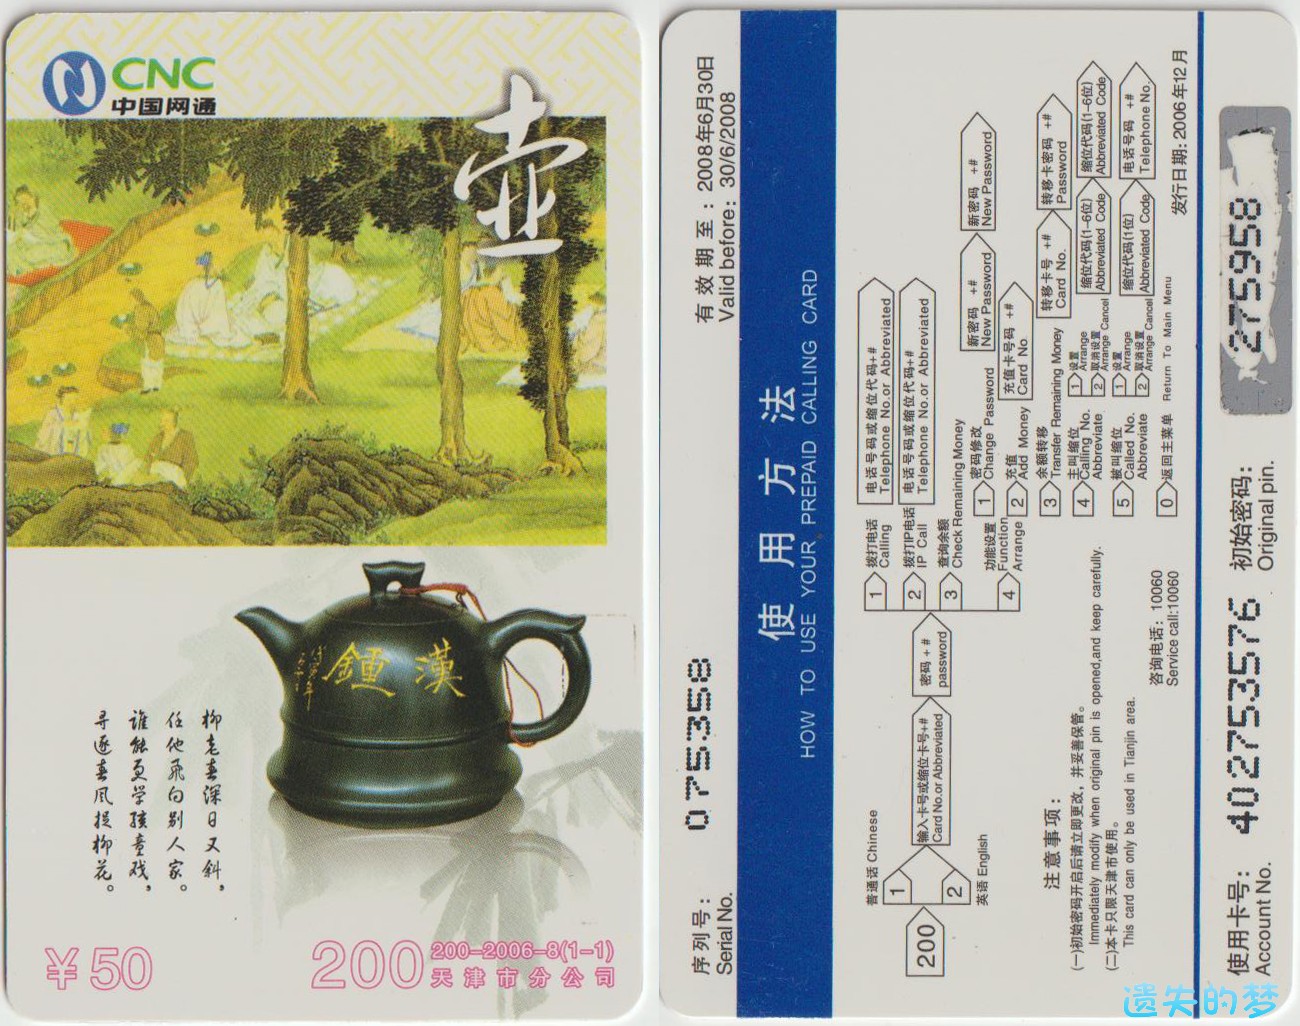 CNC
中国网通
壶
漢鐘
柳老春深日又斜，
任他飛向别人家。
谁能更学孩童戏，
寻逐春风捉柳花。
¥50
200
200-2006-8(1-1)
天津市分公司
有效期至：2008年6月30日
Valid before: 30/6/2008
序列号：
Serial No.
075358
使用方法
HOW TO USE YOUR PREPAID CALLING CARD
200
普通话 Chinese
1
2
英语 English
输入卡号或缩位卡号+#
Card No.or Abbreviated
密码+#
password
1
拨打电话
Calling
电话号码或缩位代码+#
Telephone No.or Abbreviated
2
拨打IP电话
IP Call
电话号码或缩位代码+#
Telephone No.or Abbreviated
3
查询余额
Check Remaining Money
4
功能设置
Function
Arrange
1
密码修改
Change Password
新密码 +#
New Password
新密码 +#
New Password
2
充值
Add Money
充值卡号码 +#
Card No.
3
余额转移
Transfer Remaining Money
转移卡号 +#
Card No.
转移卡密码 +#
Password
4
主叫缩位
Calling No.
Abbreviate
1
设置
Arrange
2
取消设置
Arrange Cancel
缩位代码(1-6位)
Abbreviated Code
缩位代码(1-6位)
Abbreviated Code
5
被叫缩位
Called No.
Abbreviate
1
设置
Arrange
2
取消设置
Arrange Cancel
缩位代码(1位)
Abbreviated Code
电话号码 +#
Telephone No.
0
返回主菜单 Return To Main Menu
注意事项：
(一)初始密码开启后请立即更改，并妥善保管。
Immediately modify when original pin is opened,and keep carefully.
(二)本卡只限天津市使用。
This card can only be used in Tianjin area.
咨询电话：10060
Service call:10060
发行日期：2006年12月
使用卡号：
Account No.
402753576
初始密码：
Original pin.
275958
遗失的梦